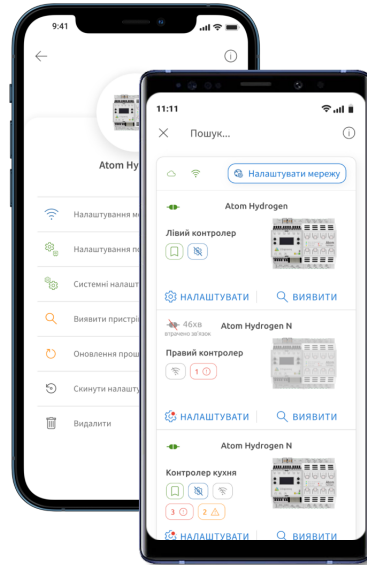 9:41
Atom Hy
Налаштування м
Налаштування п
Системні налашт
Виявити пристрі
Оновлення прош
Скинути налашту
Видалити
11:11
Пошук...
Налаштувати мережу
Atom Hydrogen
Лівий контролер
НАЛАШТУВАТИ
ВИЯВИТИ
46хв
втрачено зв'язок
Atom Hydrogen N
Правий контролер
1
НАЛАШТУВАТИ
ВИЯВИТИ
Atom Hydrogen N
Контролер кухня
3
2
НАЛАШТУВАТИ
ВИЯВИТИ